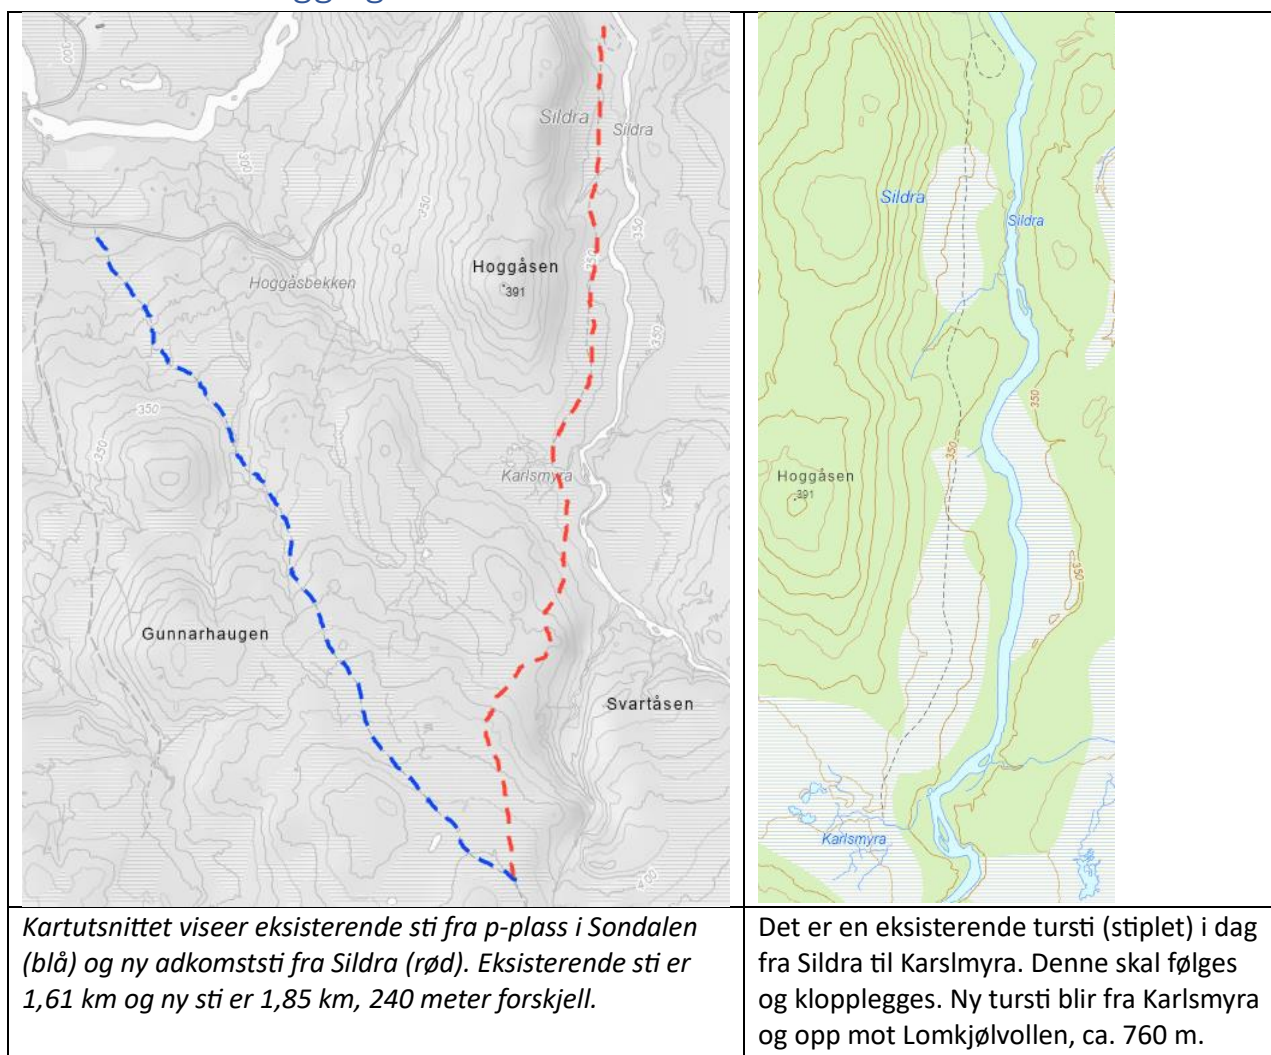 300
300
350
Sildra
Sildra
350
350
350
Hoggåsen
391
Hoggåsbekken
350
350
Karlsmyra
Gunnarhaugen
Svartåsen
400
Sildra
Sildra
350
350
Hoggåsen
391
350
Karlsmyra
Kartutsnittet viseer eksisterende sti fra p-plass i Sondalen
(blå) og ny adkomststi fra Sildra (rød). Eksisterende sti er
1,61 km og ny sti er 1,85 km, 240 meter forskjell.
Det er en eksisterende tursti (stiplet) i dag
fra Sildra til Karslmyra. Denne skal følges
og klopplegges. Ny tursti blir fra Karlsmyra
og opp mot Lomkjølvollen, ca. 760 m.